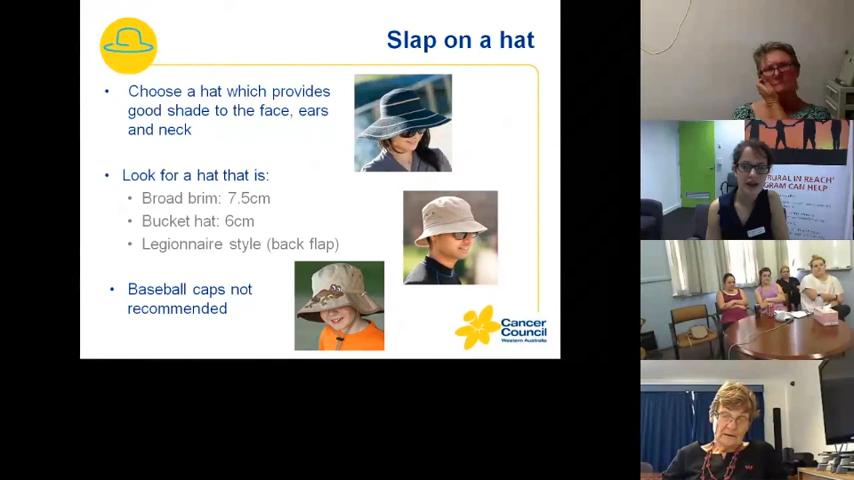 Slap on a hat
• Choose a hat which provides
good shade to the face, ears
and neck
• Look for a hat that is:
• Broad brim: 7.5cm
• Bucket hat: 6cm
• Legionnaire style (back flap)
• Baseball caps not
recommended
Cancer
Council
Western Australia
RURAL IN REACH'
GRAM CAN HELP